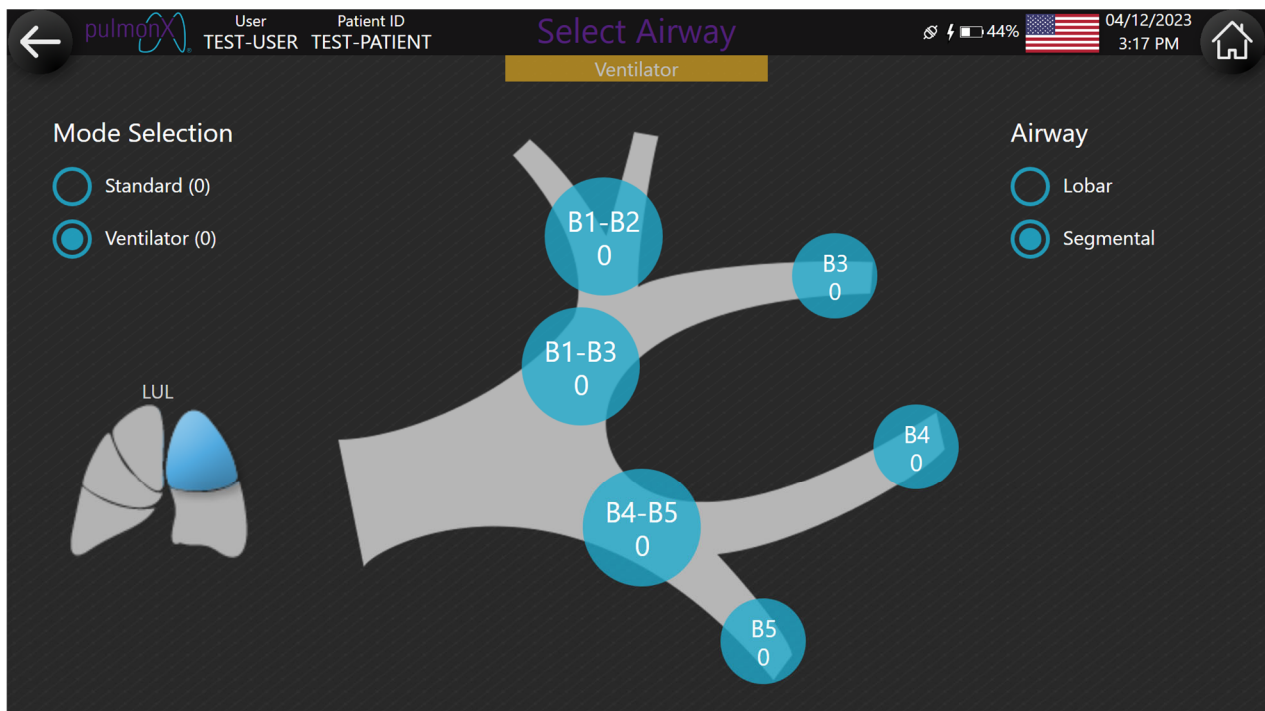 pulmonX
User
TEST-USER
Patient ID
TEST-PATIENT
Select Airway
44%
04/12/2023
3:17 PM
Ventilator
Mode Selection
Standard (0)
Ventilator (0)
Airway
Lobar
Segmental
B1-B2
0
B3
0
B1-B3
0
LUL
B4
0
B4-B5
0
B5
0